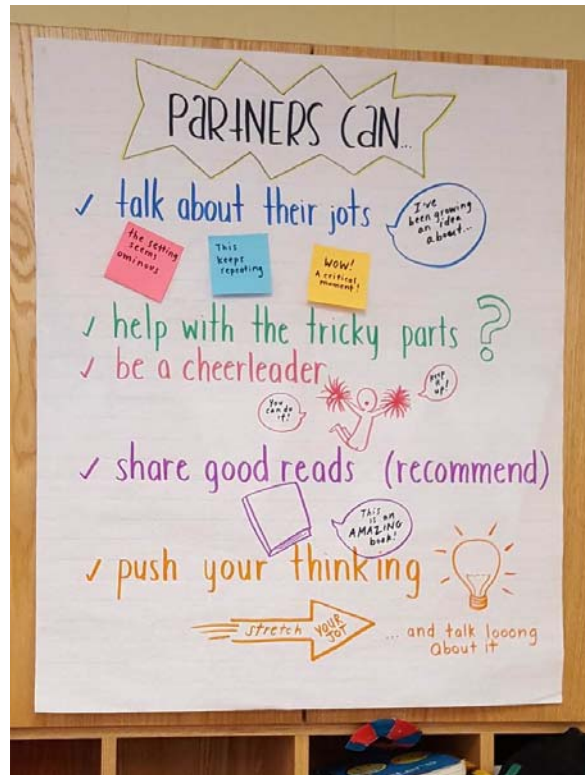 PARtNERS CaN...
✓ talk about their jots
I've
been growing
an idea
about...
the setting
seems
ominous
This
keeps
repeating
WOW!
A critical
moment!
✓ help with the tricky parts ?
✓ be a cheerleader
You
can do
it!
keep
it
up!
✓ share good reads (recommend)
This
is an
AMAZING
book!
✓ push your thinking
stretch YOUR
JOT
... and talk looong
about it